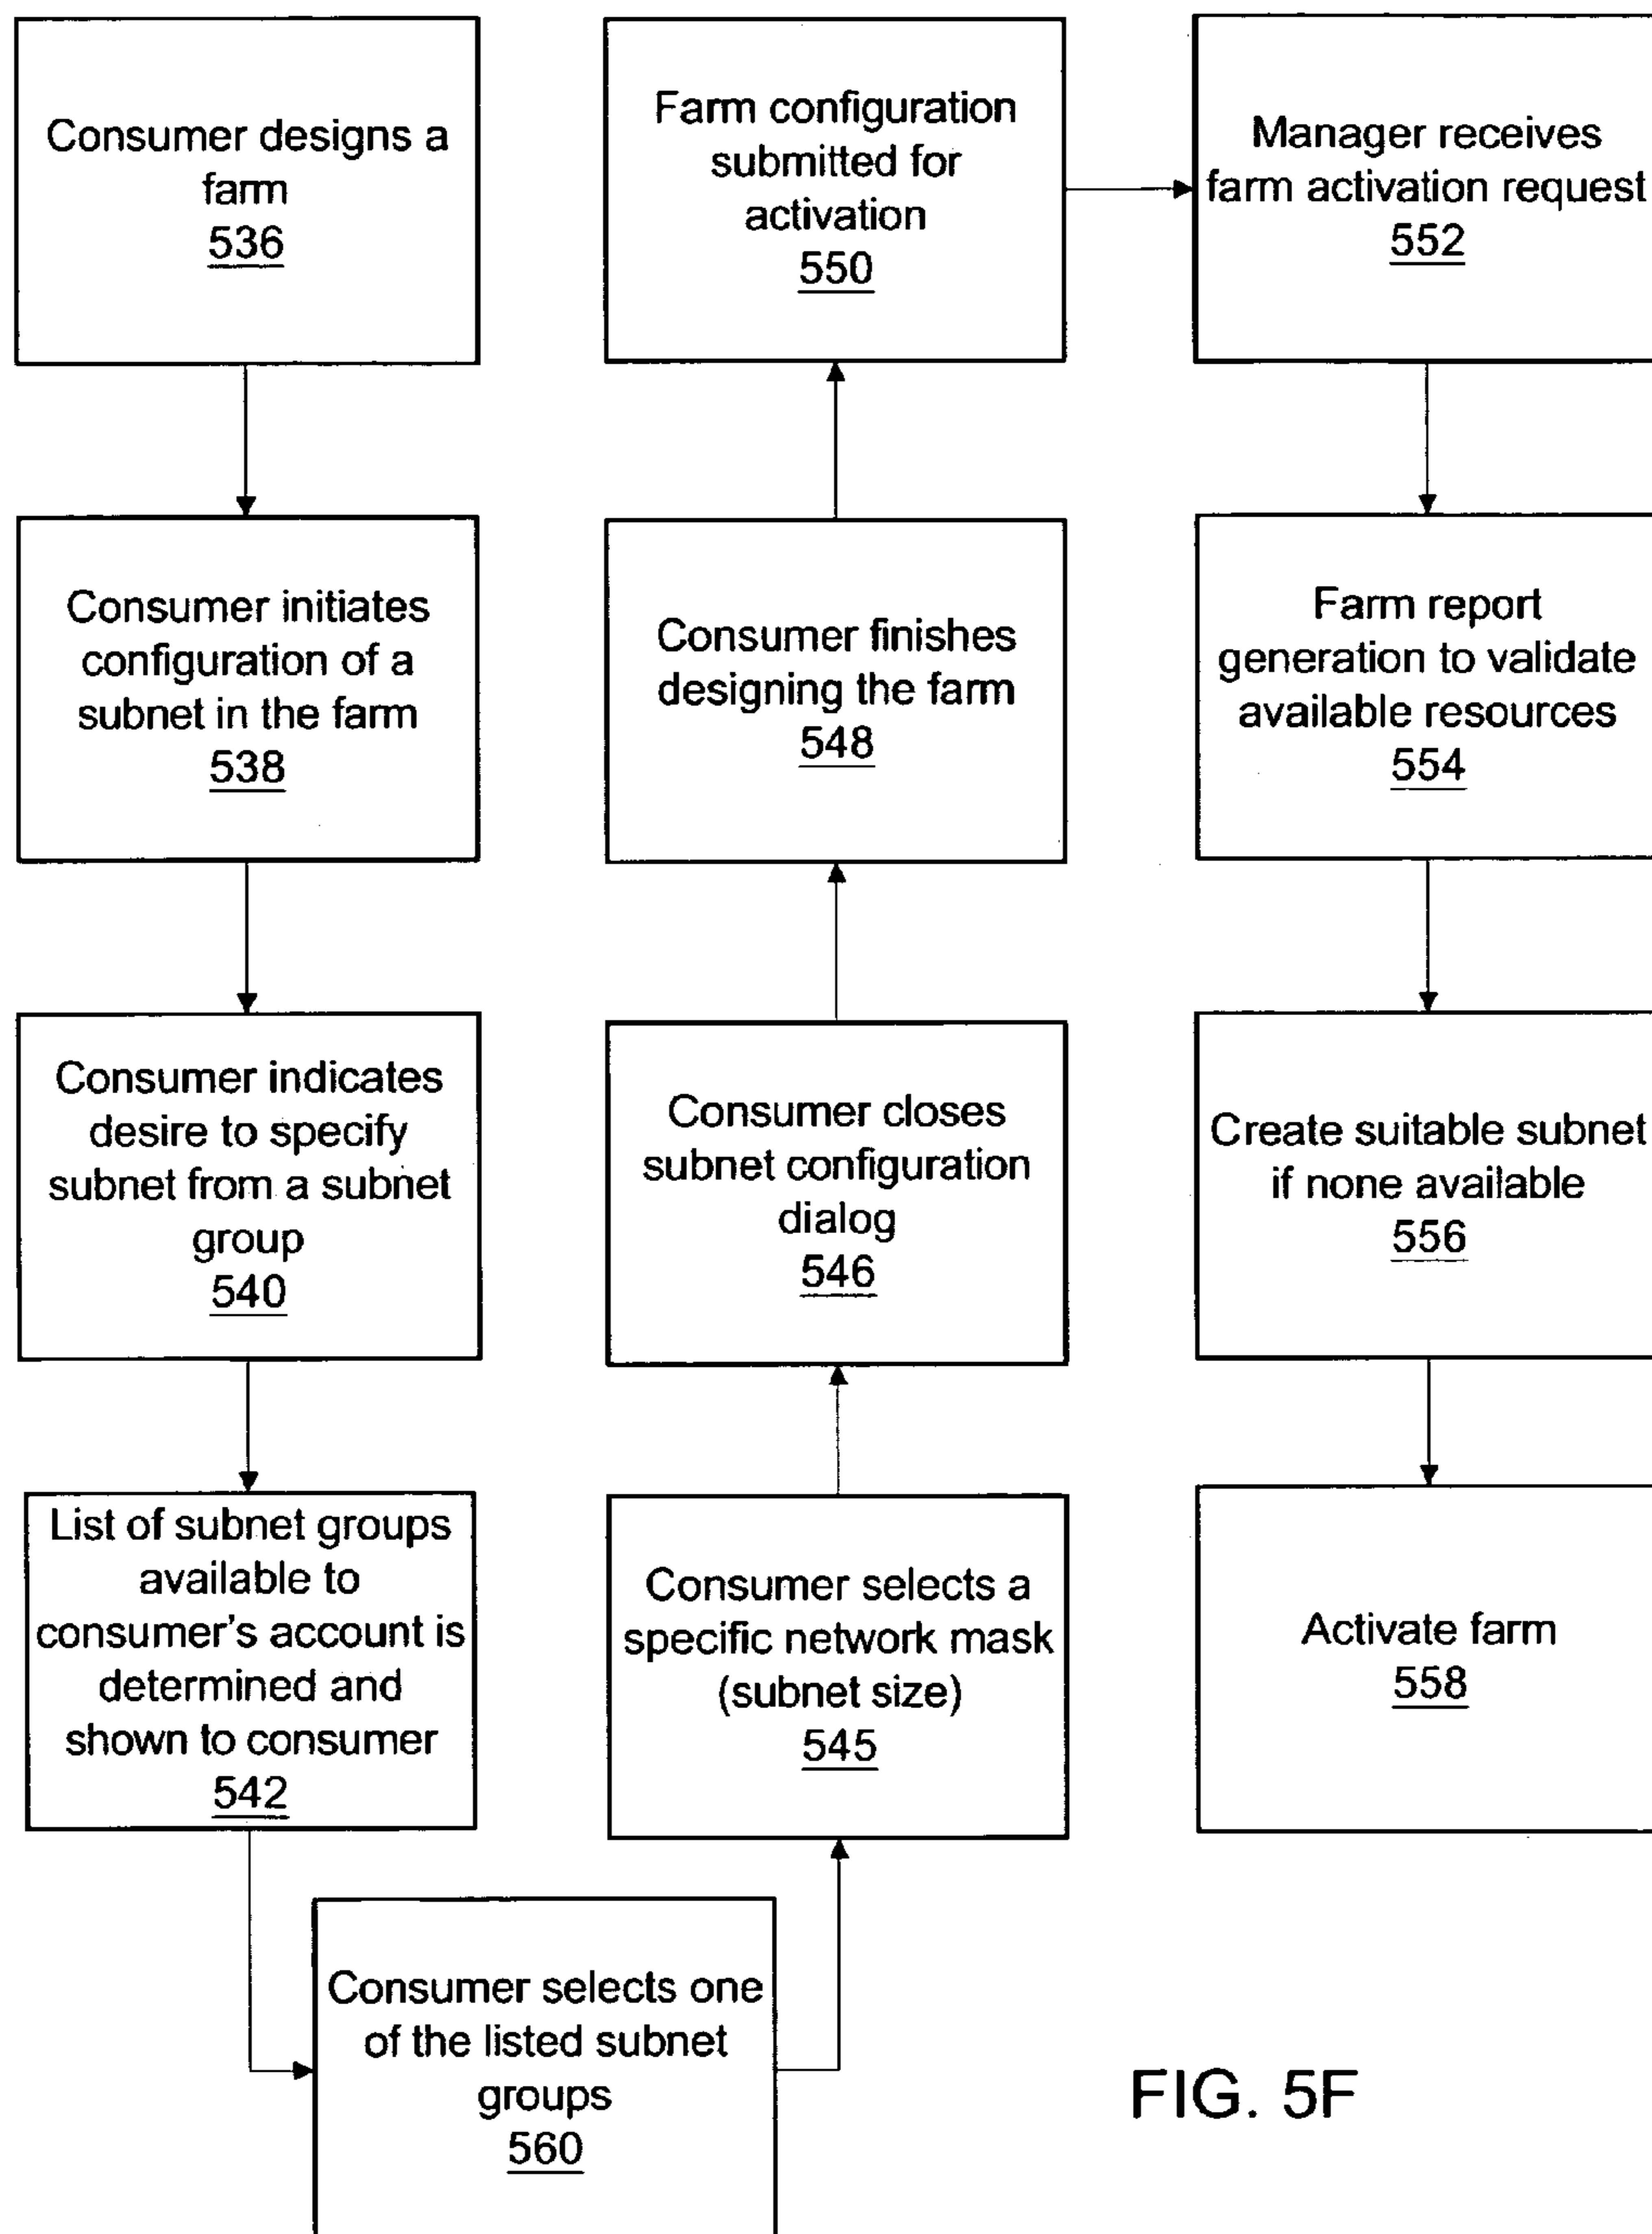 Consumer designs a
farm
536
Consumer initiates
configuration of a
subnet in the farm
538
Consumer indicates
desire to specify
subnet from a subnet
group
540
List of subnet groups
available to
consumer's account is
determined and
shown to consumer
542
Consumer selects one
of the listed subnet
groups
560
Consumer selects a
specific network mask
(subnet size)
545
Consumer closes
subnet configuration
dialog
546
Consumer finishes
designing the farm
548
Farm configuration
submitted for
activation
550
Manager receives
farm activation request
552
Farm report
generation to validate
available resources
554
Create suitable subnet
if none available
556
Activate farm
558
FIG. 5F